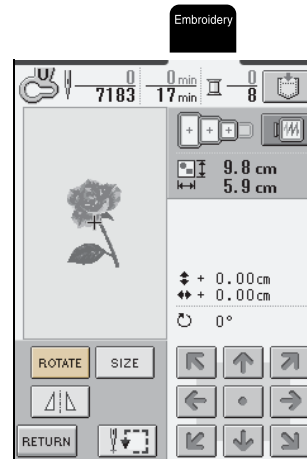 Embroidery
U
0 0 min 0
7183 17 min 8
9.8 cm
5.9 cm
+ 0.00cm
+ 0.00cm
0°
ROTATE SIZE
RETURN